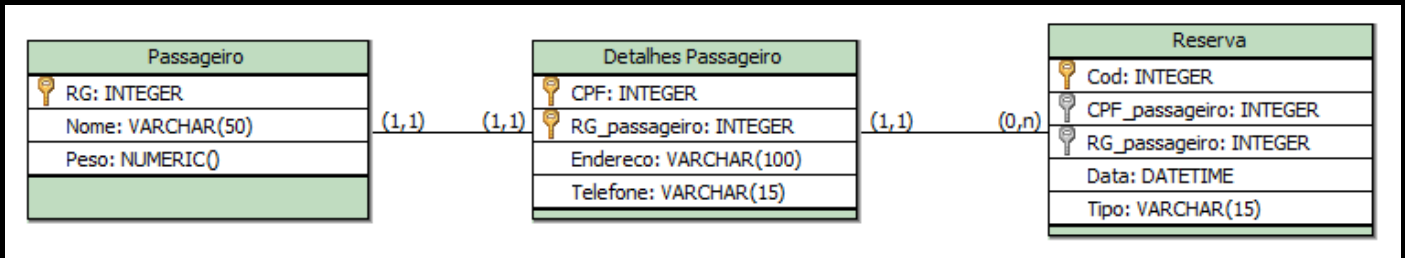 Passageiro
RG: INTEGER
Nome: VARCHAR(50)
Peso: NUMERIC()
(1,1)
(1,1)
Detalhes Passageiro
CPF: INTEGER
RG_passageiro: INTEGER
Endereco: VARCHAR(100)
Telefone: VARCHAR(15)
(1,1)
(0,n)
Reserva
Cod: INTEGER
CPF_passageiro: INTEGER
RG_passageiro: INTEGER
Data: DATETIME
Tipo: VARCHAR(15)